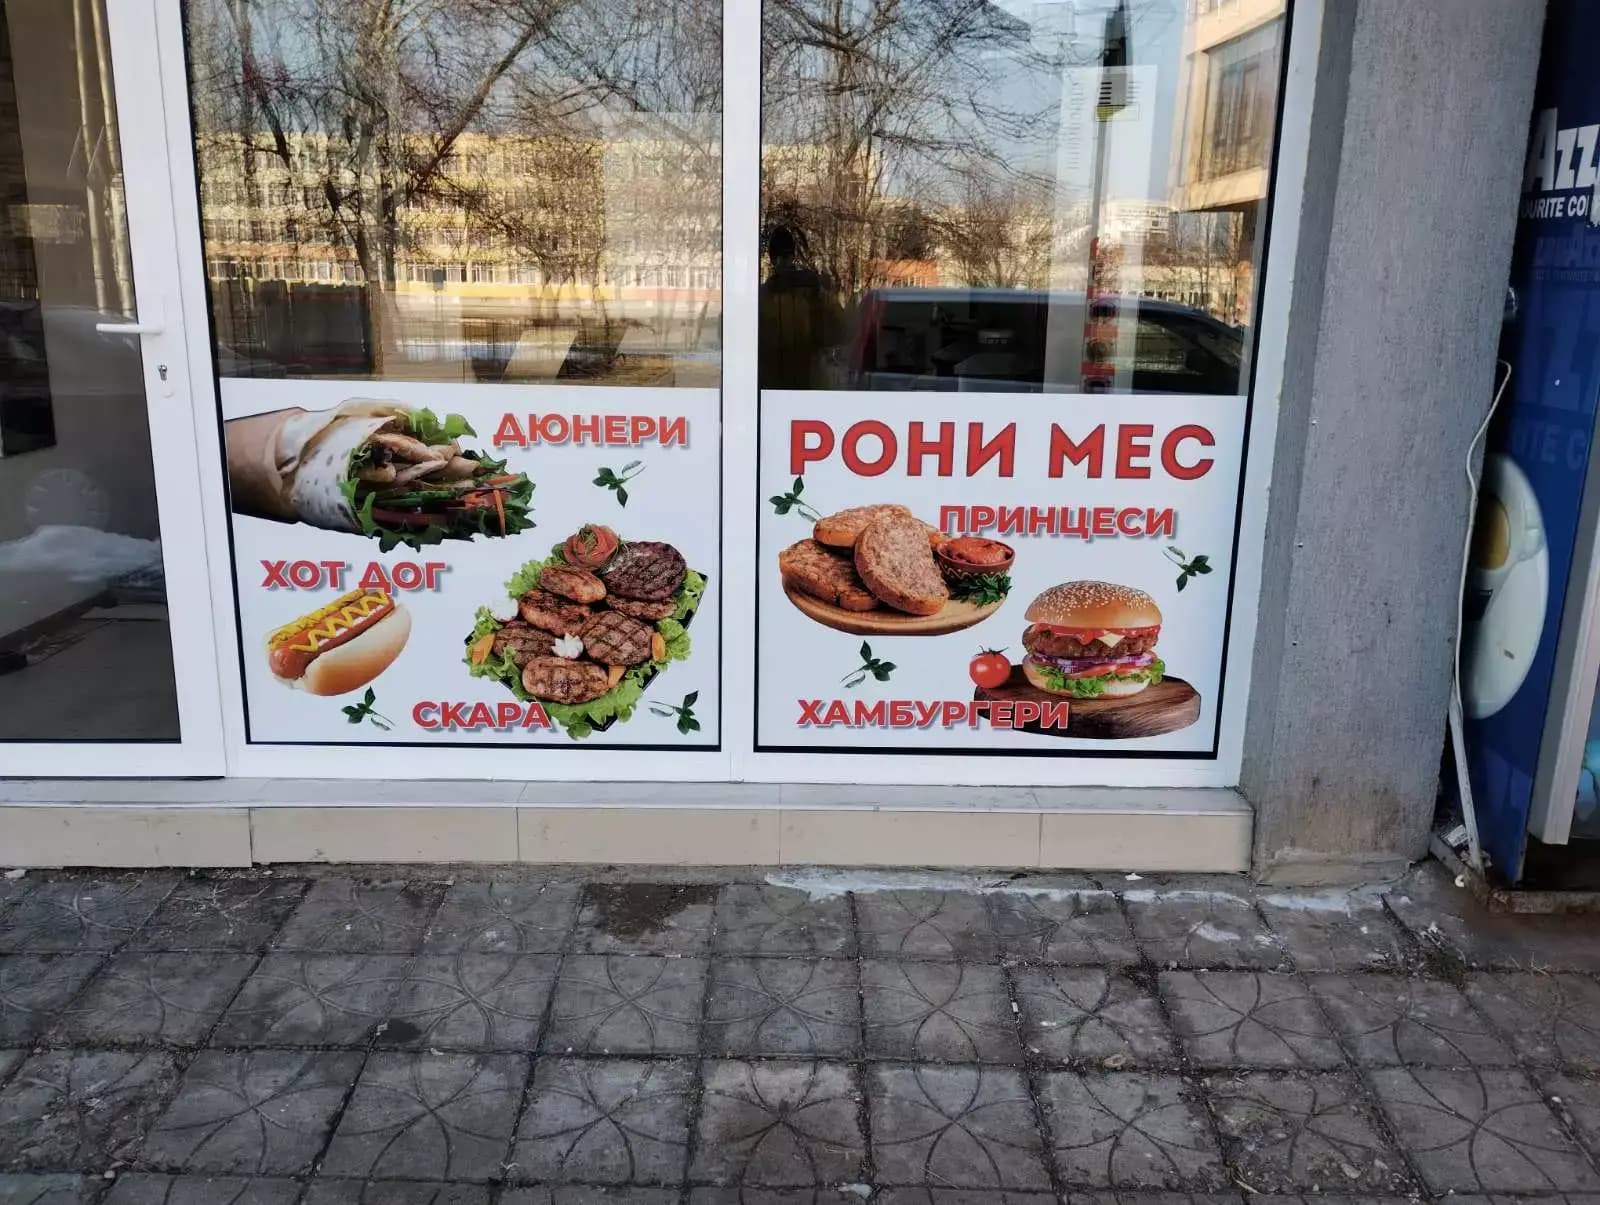 ДЮНЕРИ
ХОТ ДОГ
СКАРА
РОНИ МЕС
ПРИНЦЕСИ
ХАМБУРГЕРИ